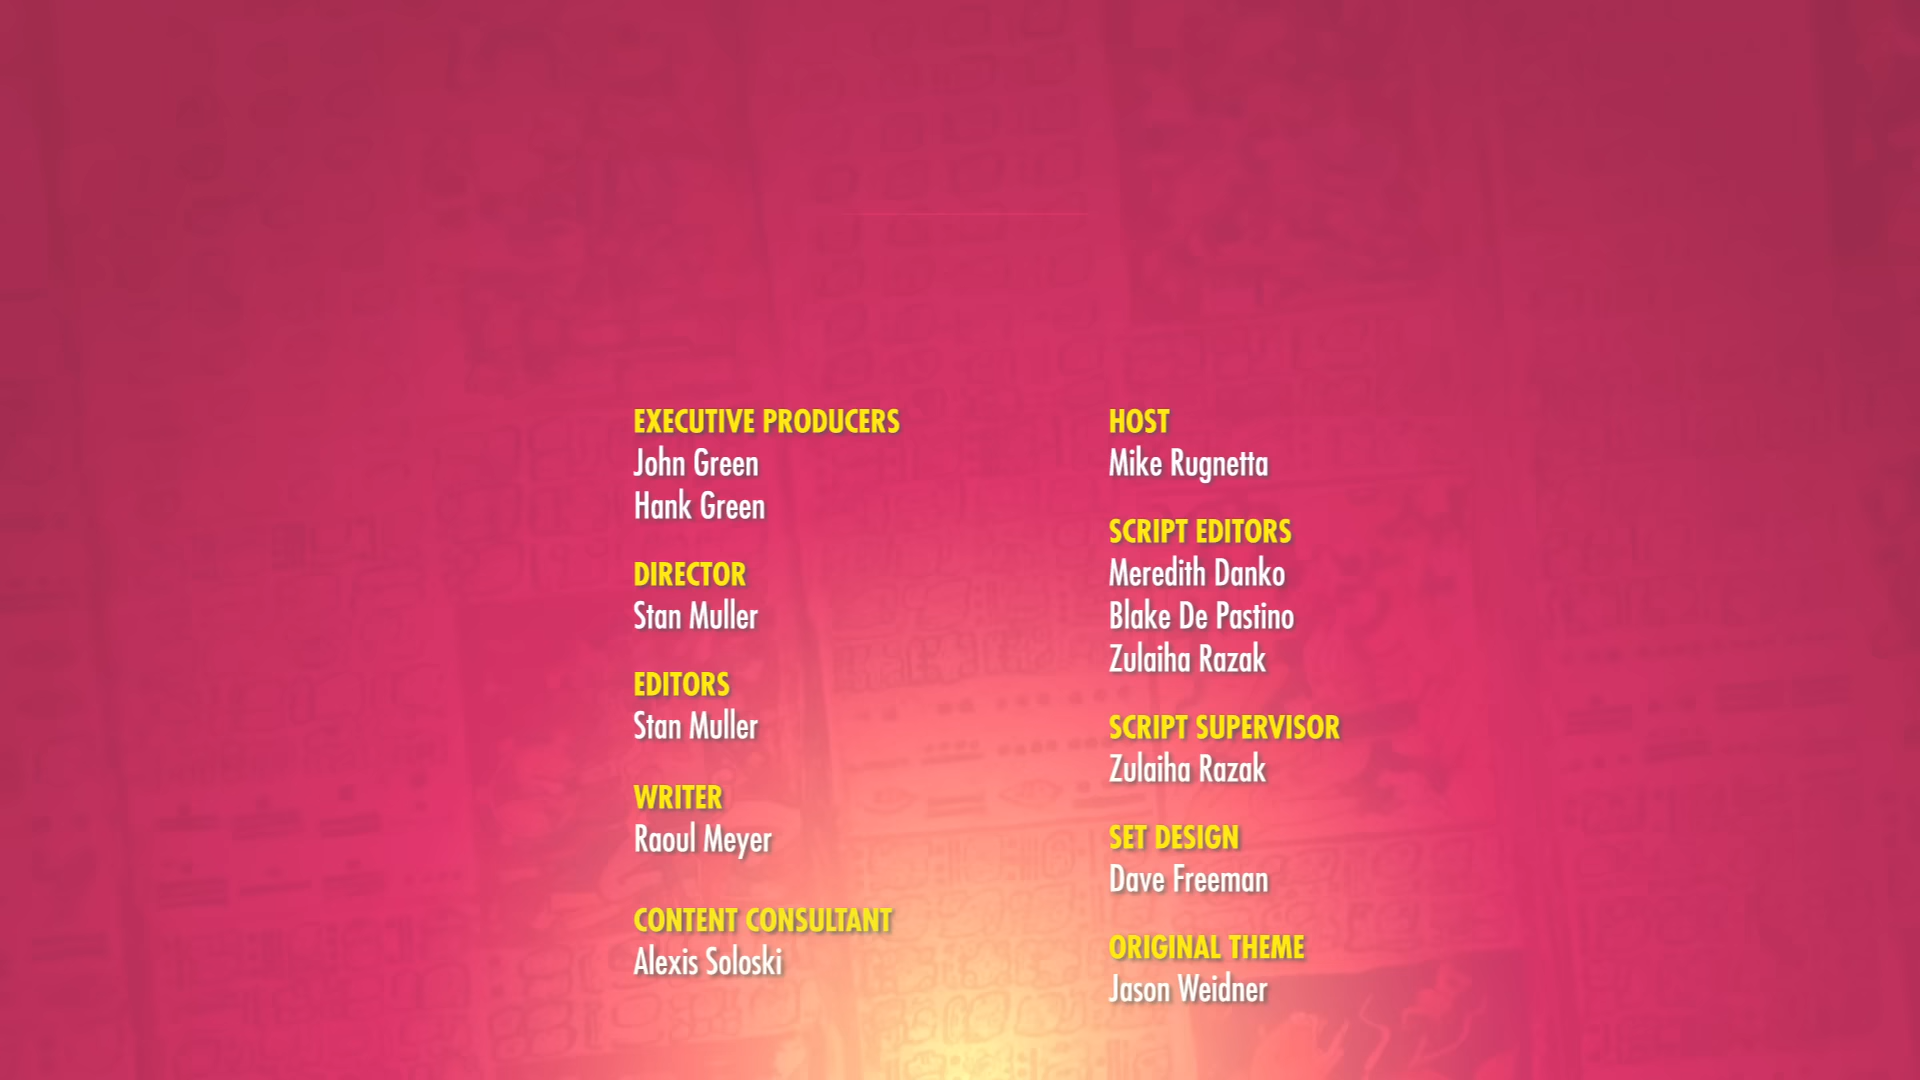 EXECUTIVE PRODUCERS
John Green
Hank Green
DIRECTOR
Stan Muller
EDITORS
Stan Muller
WRITER
Raoul Meyer
CONTENT CONSULTANT
Alexis Soloski
HOST
Mike Rugnetta
SCRIPT EDITORS
Meredith Danko
Blake De Pastino
Zulaiha Razak
SCRIPT SUPERVISOR
Zulaiha Razak
SET DESIGN
Dave Freeman
ORIGINAL THEME
Jason Weidner